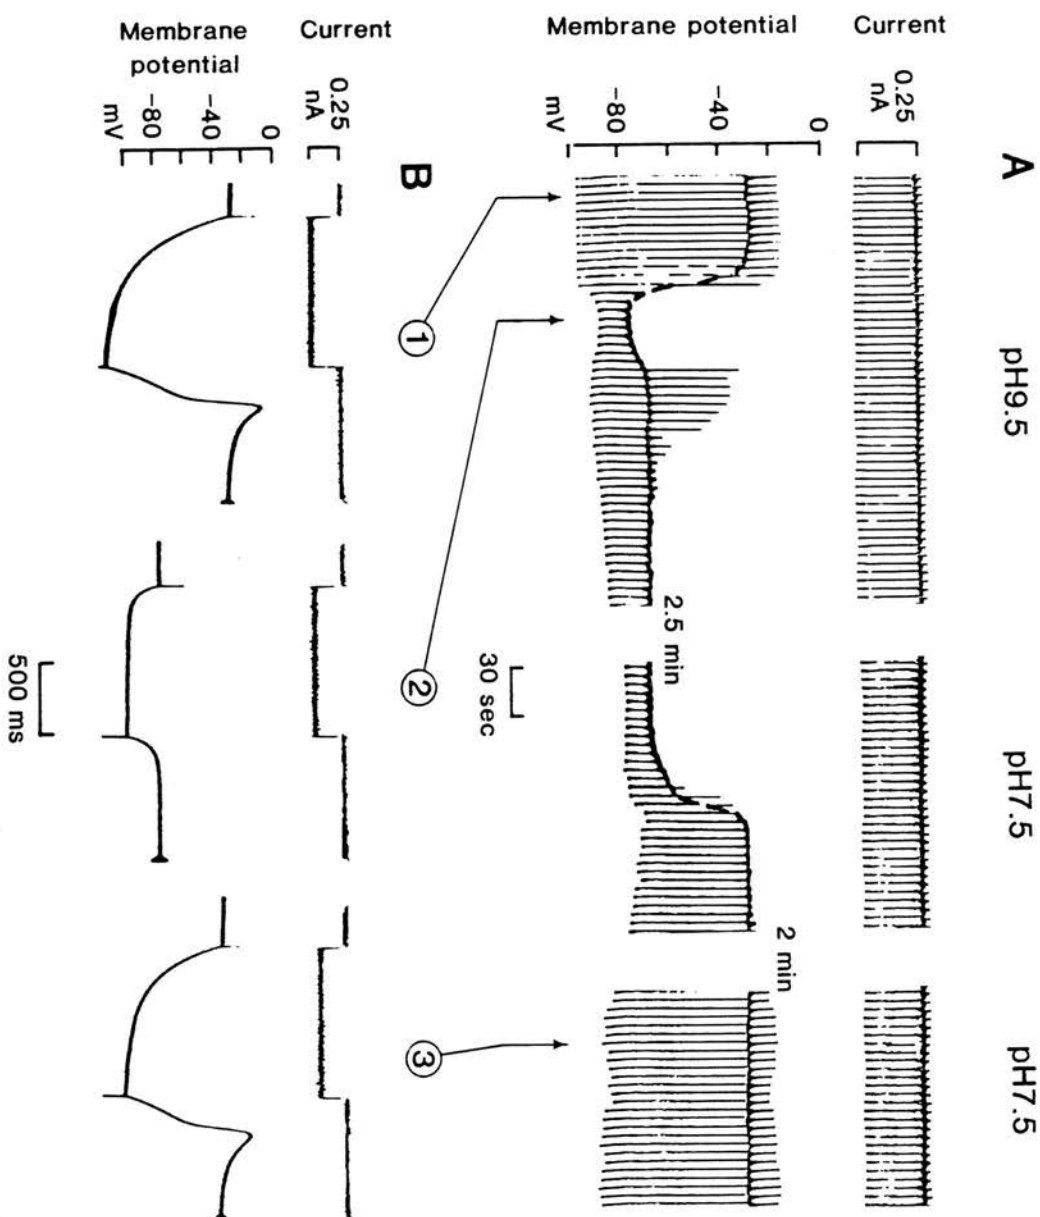 A
pH9.5
pH7.5
pH7.5
Current
0.25
nA
Membrane potential
0
-40
-80
mV
2.5 min
2 min
30 sec
1
2
3
B
Current
0.25
nA
Membrane
potential
0
-40
-80
mV
500 ms